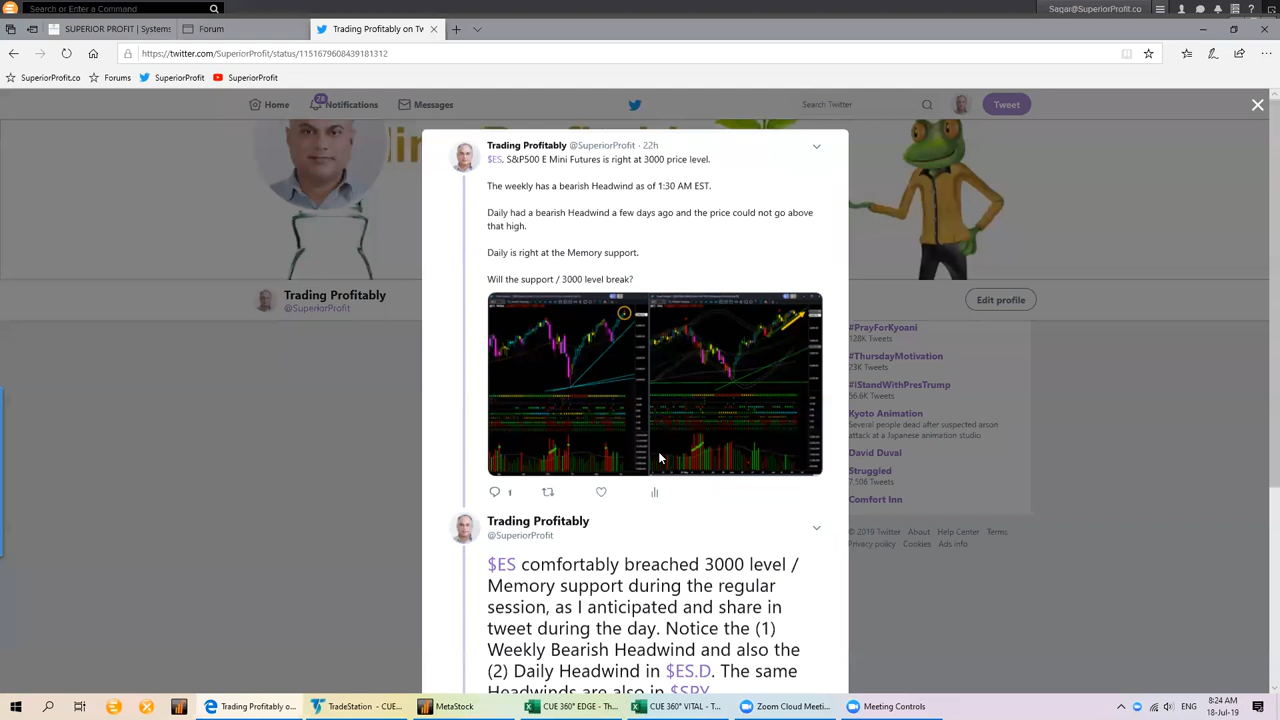 Search or Enter Command
Sagar@SuperiorProfit.co
SUPERIOR PROFIT | Systems
Forum
Trading Profitably on Tw
https://twitter.com/SuperiorProfit/status/1151679608439181312
SuperiorProfit.co
Forums
SuperiorProfit
SuperiorProfit
Home
28
Notifications
Messages
Search Twitter
Tweet
Trading Profitably @SuperiorProfit · 22h
$ES, S&P500 E Mini Futures is right at 3000 price level.
The weekly has a bearish Headwind as of 1:30 AM EST.
Daily had a bearish Headwind a few days ago and the price could not go above
that high.
Daily is right at the Memory support.
Will the support / 3000 level break?
1
Trading Profitably
@SuperiorProfit
Edit profile
#PrayForKyoani
128K Tweets
#ThursdayMotivation
23K Tweets
#IStandWithPresTrump
56.6K Tweets
Kyoto Animation
Several people dead after suspected arson
attack at a Japanese animation studio
David Duval
Struggled
7,506 Tweets
Comfort Inn
© 2019 Twitter About Help Center Terms
Privacy policy Cookies Ads info
Trading Profitably
@SuperiorProfit
$ES comfortably breached 3000 level /
Memory support during the regular
session, as I anticipated and share in
tweet during the day. Notice the (1)
Weekly Bearish Headwind and also the
(2) Daily Headwind in $ES.D. The same
Headwinds are also in $SPY
Trading Profitably o...
TradeStation - CUE...
MetaStock
CUE 360° EDGE - Th...
CUE 360° VITAL - T...
Zoom Cloud Meeti...
Meeting Controls
8:24 AM
18-Jul-19